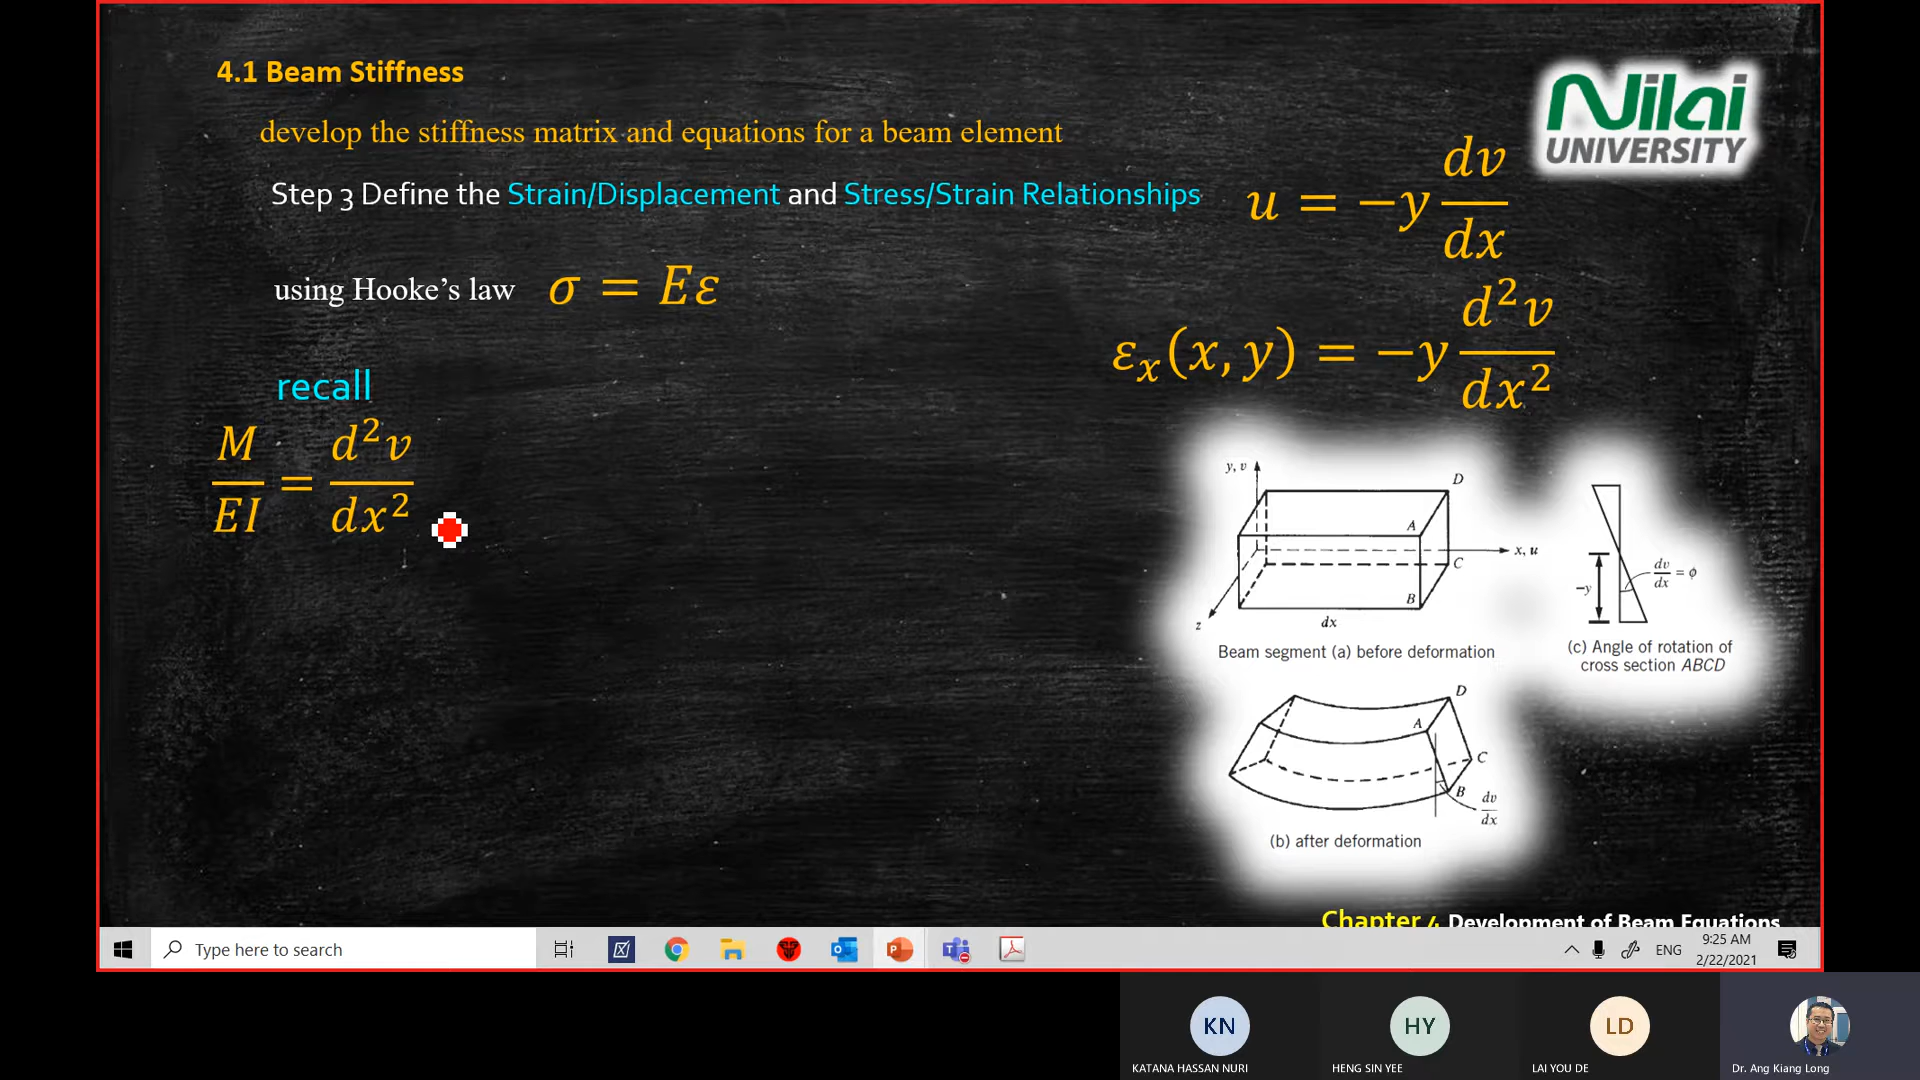 4.1 Beam Stiffness
develop the stiffness matrix and equations for a beam element
Step 3 Define the Strain/Displacement and Stress/Strain Relationships
u = −y dv/dx
Nilai
UNIVERSITY
using Hooke’s law σ = Eε
εₓ(x, y) = −y d²v/dx²
recall
M/EI = d²v/dx²
y, v
D
A
x, u
C
B
z
dx
Beam segment (a) before deformation
−y
dv/dx = ϕ
(c) Angle of rotation of
cross section ABCD
D
A
C
B
dv/dx
(b) after deformation
Chapter 4 Development of Beam Equations
Type here to search
ENG
9:25 AM
2/22/2021
KN
HY
LD
KATANA HASSAN NURI
HENG SIN YEE
LAI YOU DE
Dr. Ang Kiang Long